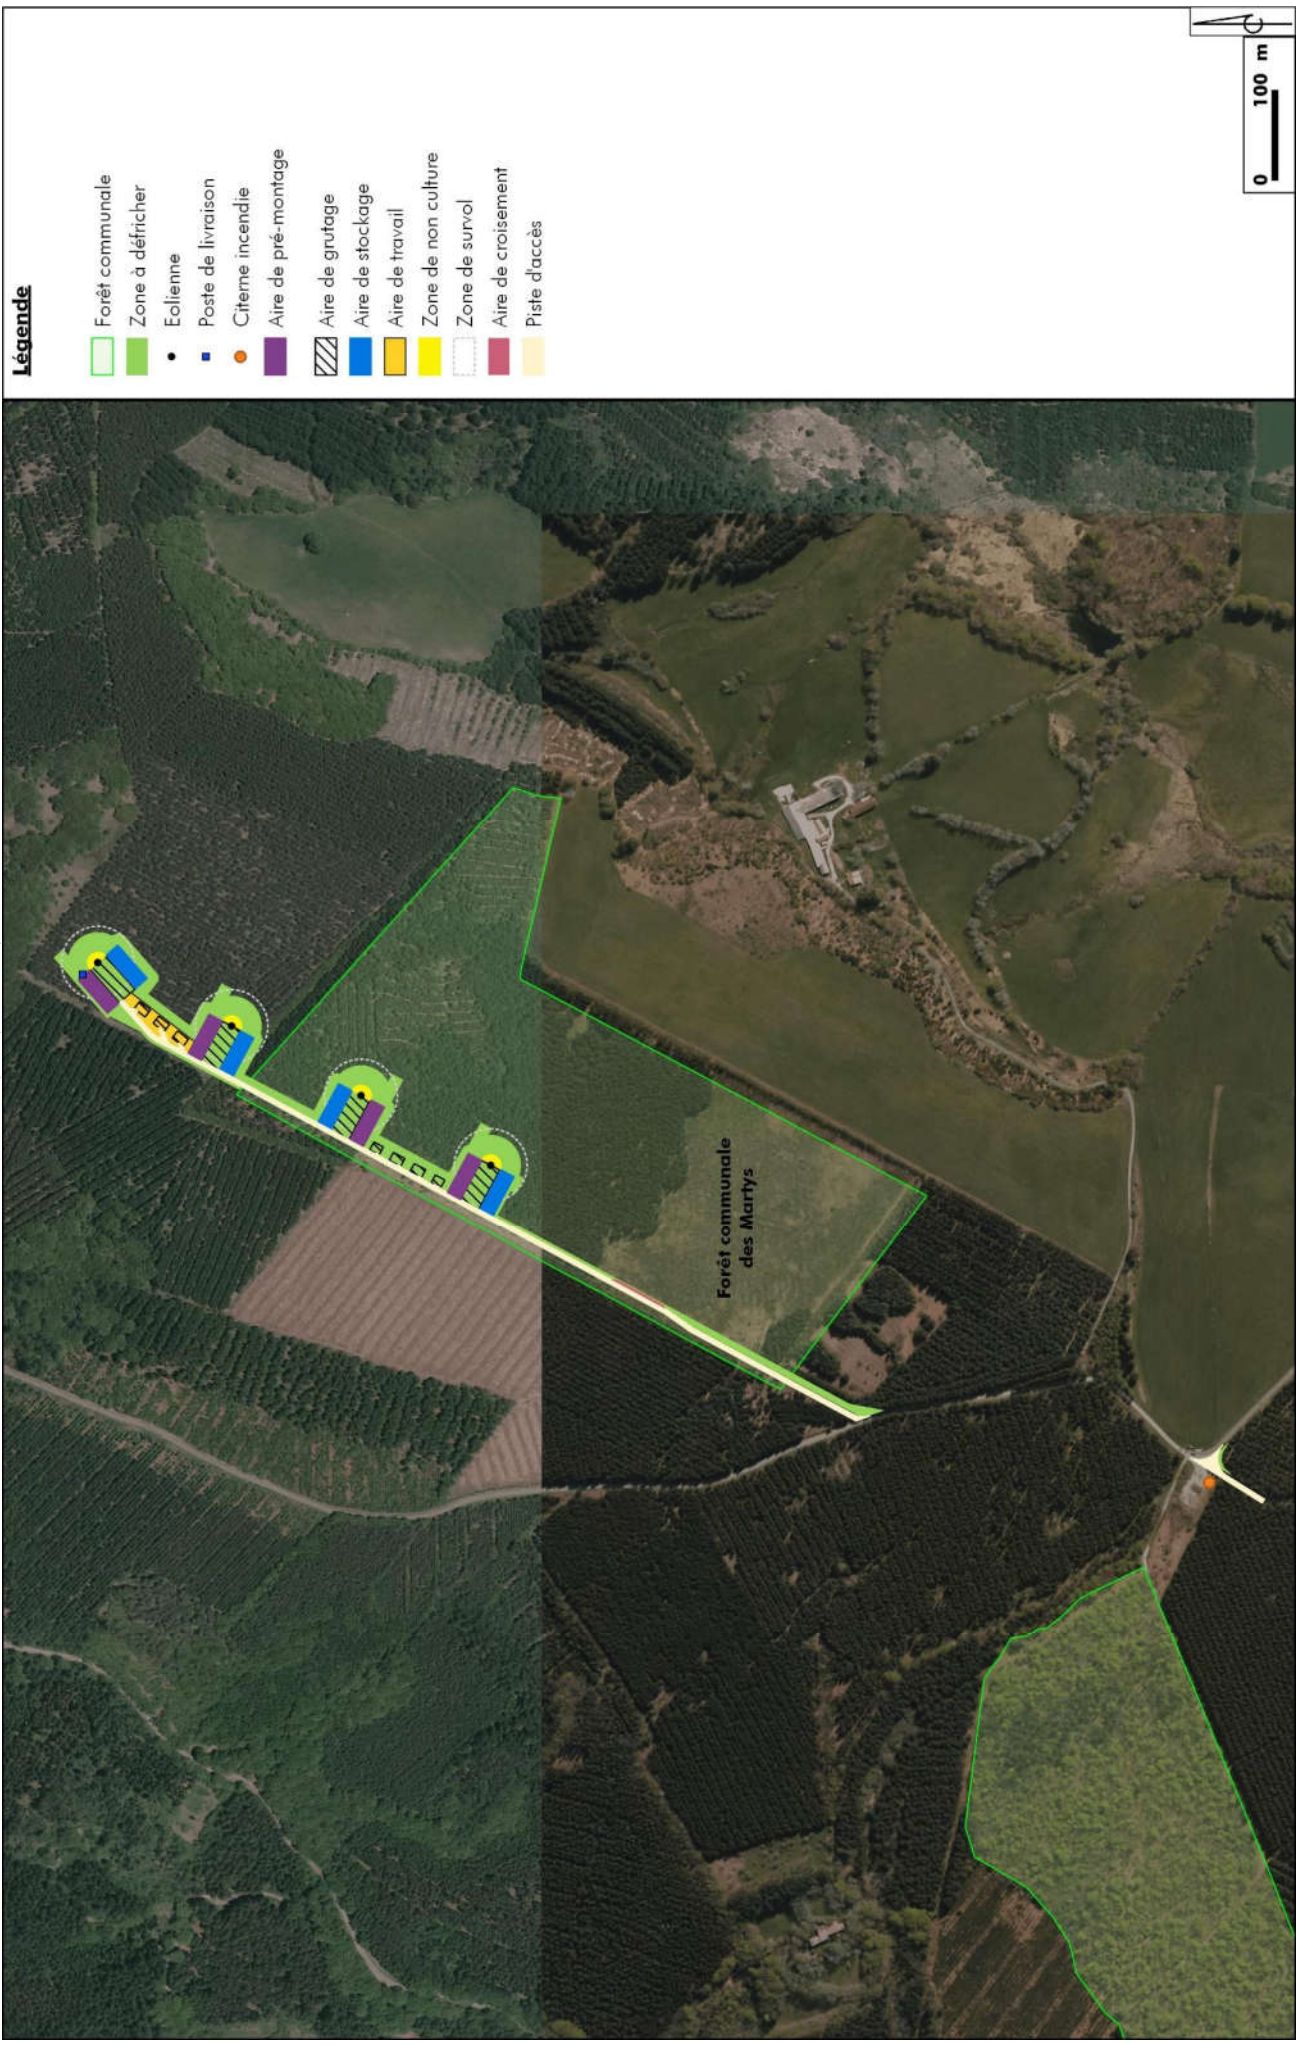 Légende
Forêt communale
Zone à défricher
Eolienne
Poste de livraison
Citerne incendie
Aire de pré-montage
Aire de grutage
Aire de stockage
Aire de travail
Zone de non culture
Zone de survol
Aire de croisement
Piste d'accès
0 100 m
Forêt communale
des Martys